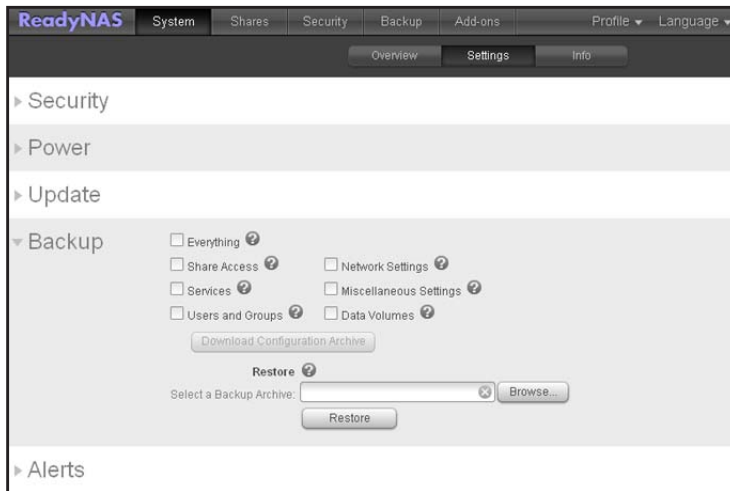 ReadyNAS System Shares Security Backup Add-ons Profile Language
Overview Settings Info
Security
Power
Update
Backup
Everything
Share Access Network Settings
Services Miscellaneous Settings
Users and Groups Data Volumes
Download Configuration Archive
Restore
Select a Backup Archive: Browse...
Restore
Alerts